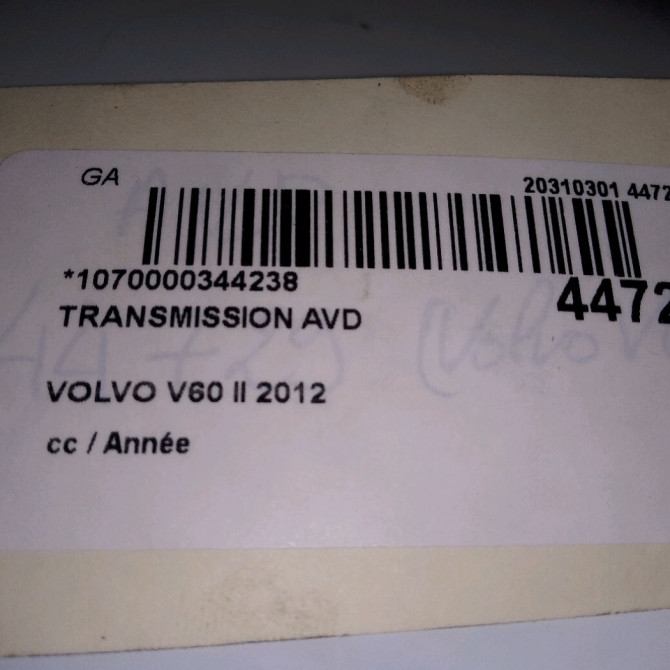 GA
20310301 4472
*1070000344238
4472
TRANSMISSION AVD
VOLVO V60 II 2012
cc / Année